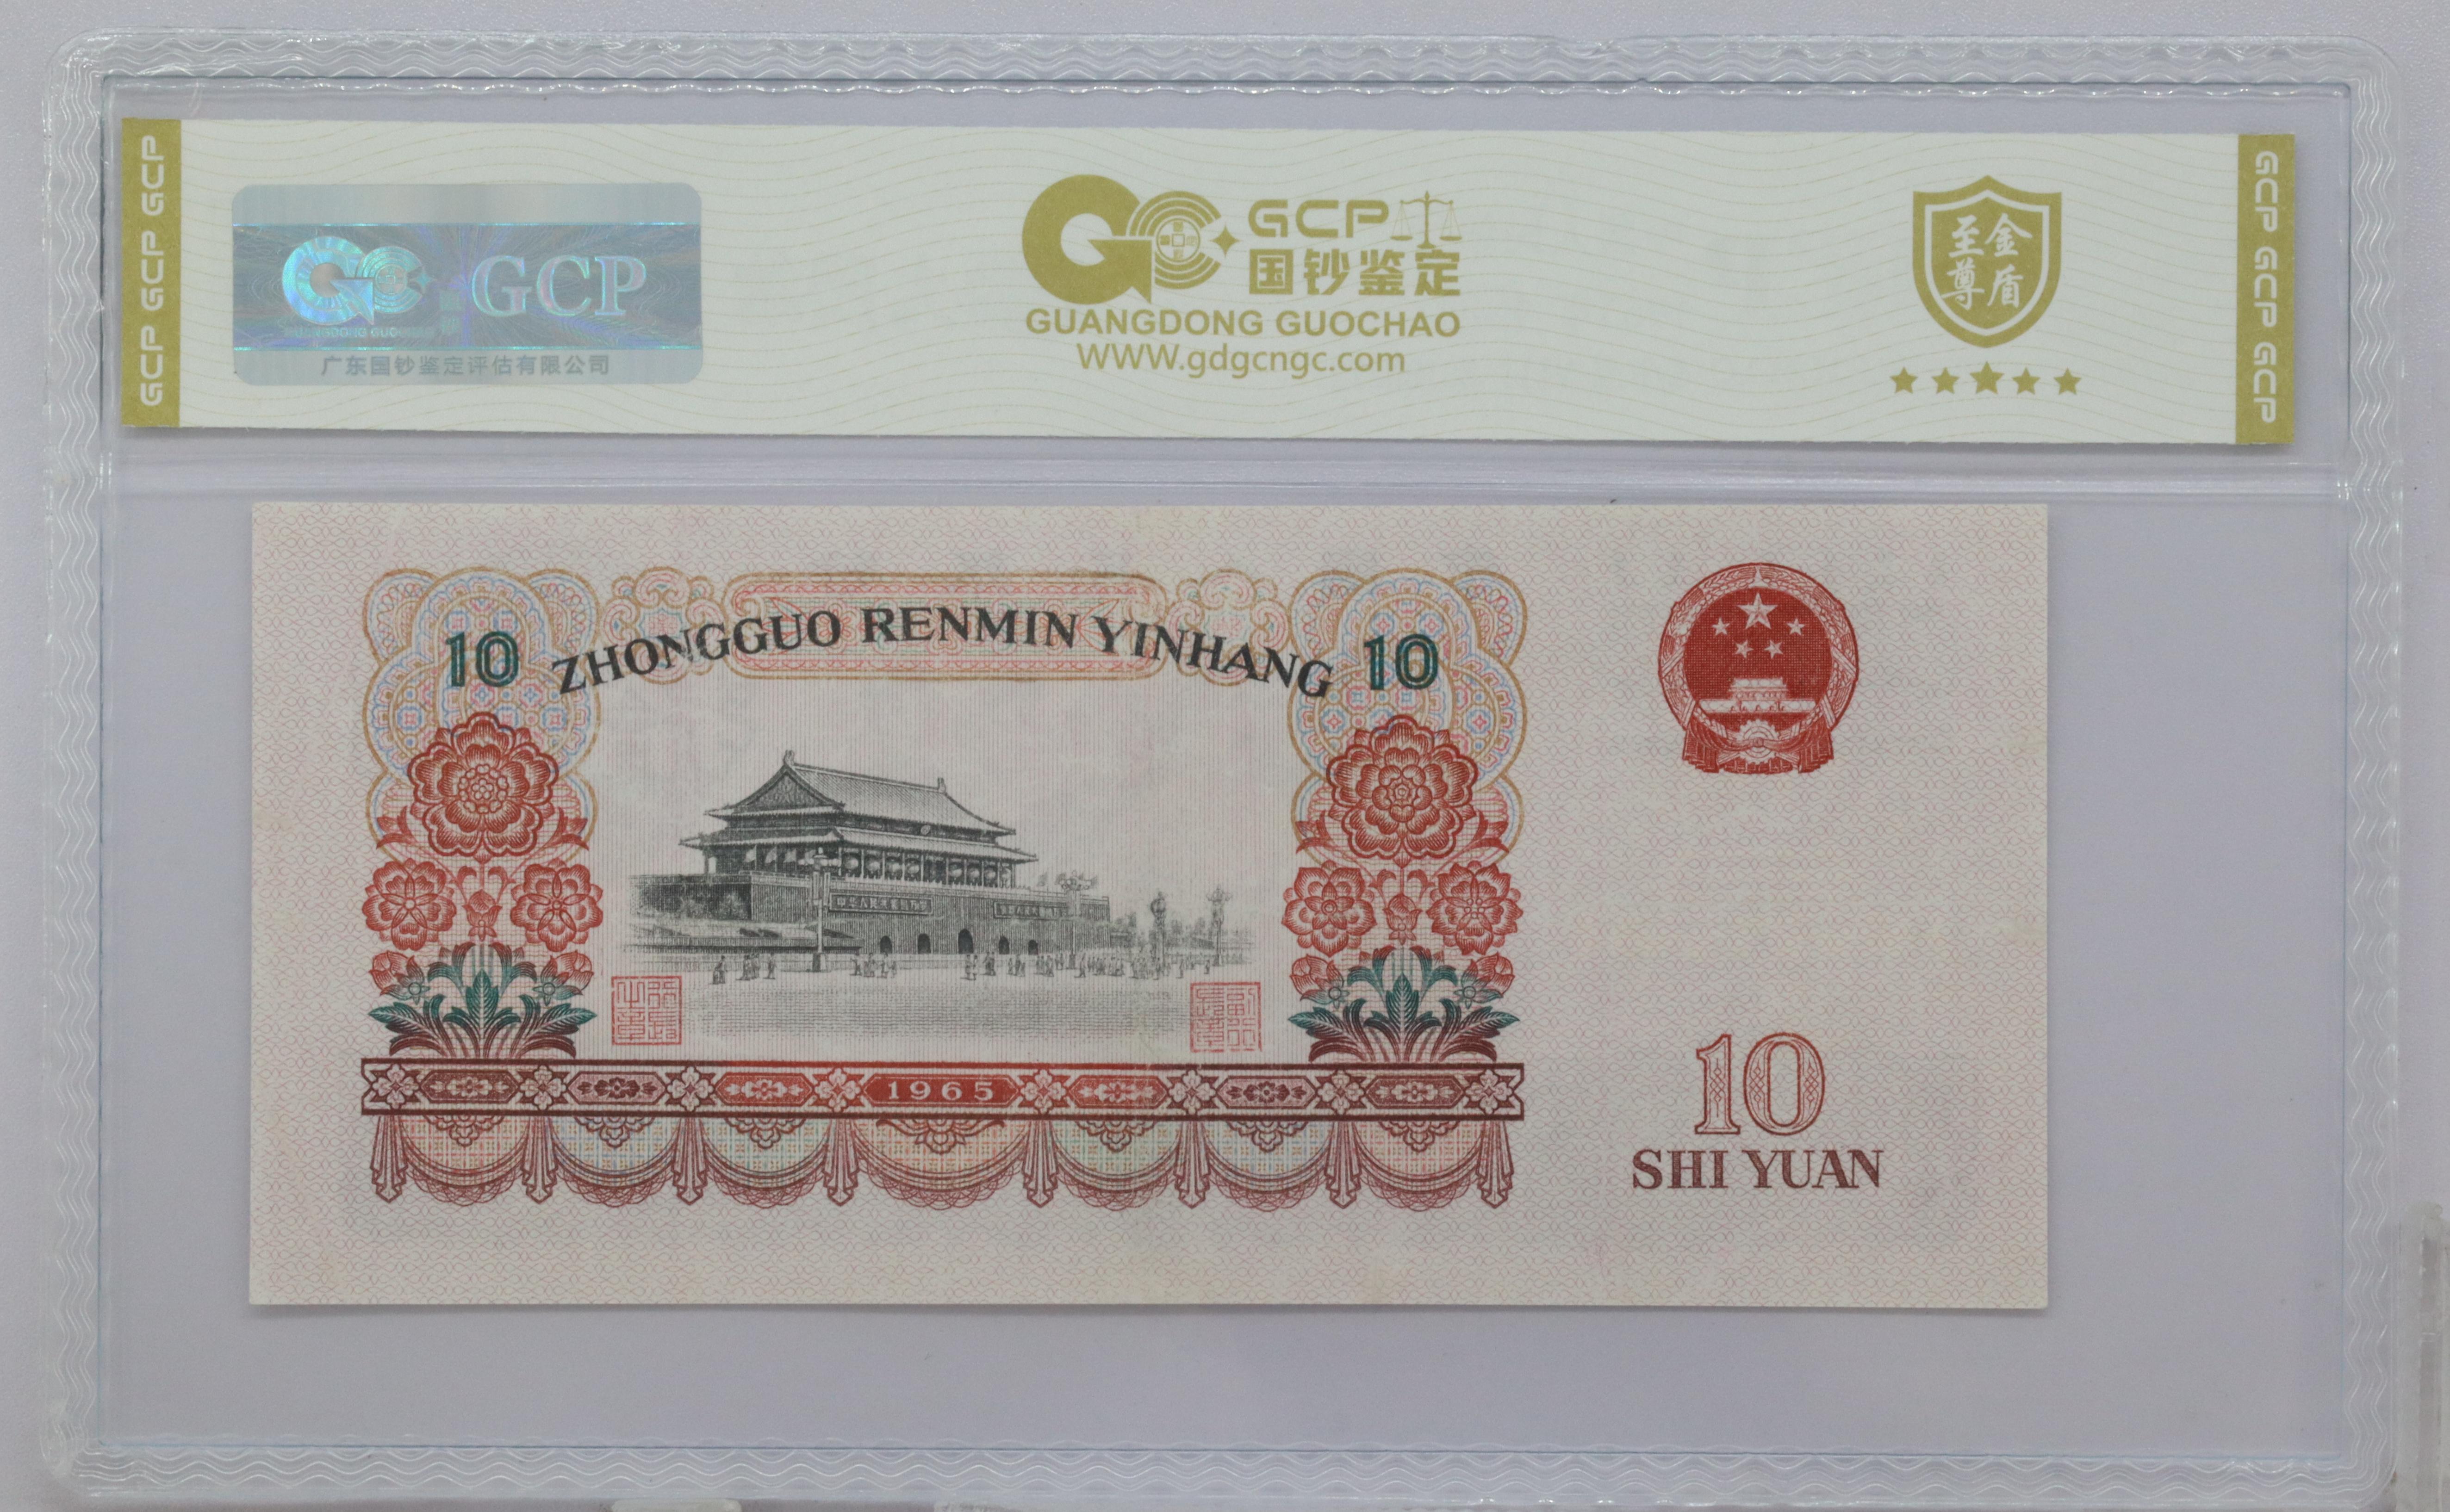 GCP GCP GCP
GCP
GUANGDONG GUOCHAO
广东国钞鉴定评估有限公司
GCP
国钞鉴定
GUANGDONG GUOCHAO
WWW.gdgcngc.com
至尊
金盾
GCP GCP GCP
10 ZHONGGUO RENMIN YINHANG 10
1965
10
SHI YUAN